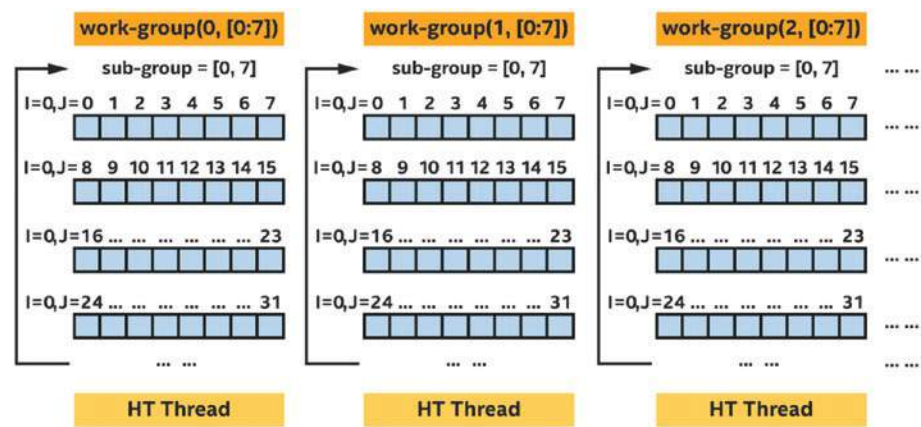 work-group(0, [0:7]) work-group(1, [0:7]) work-group(2, [0:7])
sub-group = [0, 7] sub-group = [0, 7] sub-group = [0, 7] ... ...
I=0,J= 0 1 2 3 4 5 6 7 I=0,J= 0 1 2 3 4 5 6 7 I=0,J= 0 1 2 3 4 5 6 7
... ...
I=0,J= 8 9 10 11 12 13 14 15 I=0,J= 8 9 10 11 12 13 14 15 I=0,J= 8 9 10 11 12 13 14 15
... ...
I=0,J=16 ... ... ... ... ... 23 I=0,J=16 ... ... ... ... ... 23 I=0,J=16 ... ... ... ... ... 23
... ...
I=0,J=24 ... ... ... ... ... 31 I=0,J=24 ... ... ... ... ... 31 I=0,J=24 ... ... ... ... ... 31
... ...
... ... ... ... ... ... ... ...
HT Thread HT Thread HT Thread